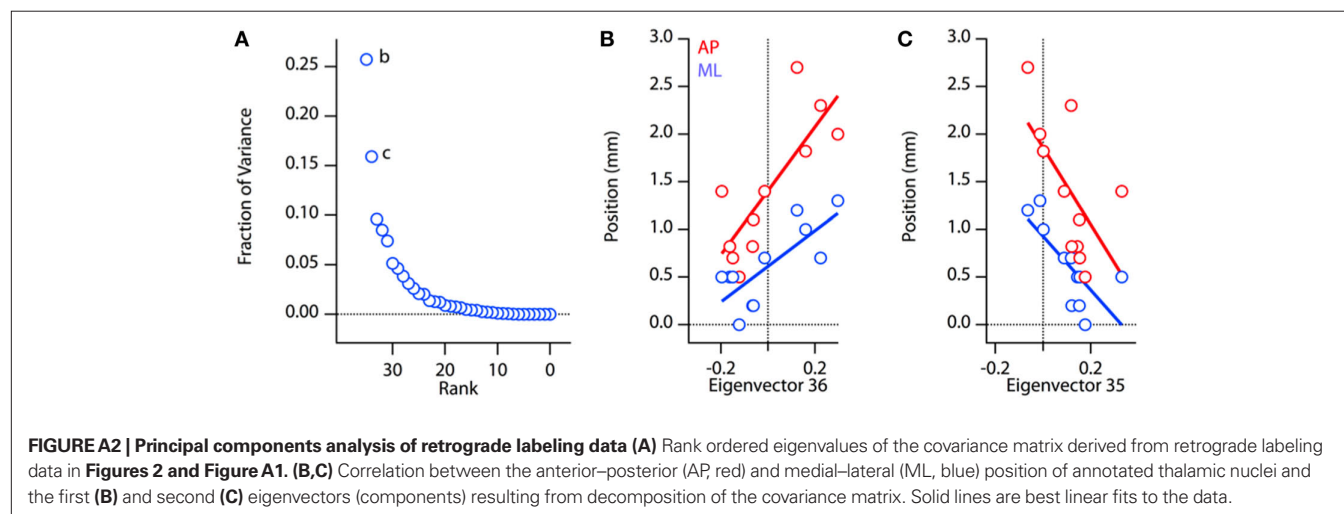 A
B
C
Fraction of Variance
0.25
0.20
0.15
0.10
0.05
0.00
b
c
30
20
10
0
Rank
AP
ML
Position (mm)
3.0
2.5
2.0
1.5
1.0
0.5
0.0
-0.2
0.2
Eigenvector 36
Position (mm)
3.0
2.5
2.0
1.5
1.0
0.5
0.0
-0.2
0.2
Eigenvector 35
FIGURE A2 | Principal components analysis of retrograde labeling data (A) Rank ordered eigenvalues of the covariance matrix derived from retrograde labeling
data in Figures 2 and Figure A1. (B,C) Correlation between the anterior–posterior (AP, red) and medial–lateral (ML, blue) position of annotated thalamic nuclei and
the first (B) and second (C) eigenvectors (components) resulting from decomposition of the covariance matrix. Solid lines are best linear fits to the data.